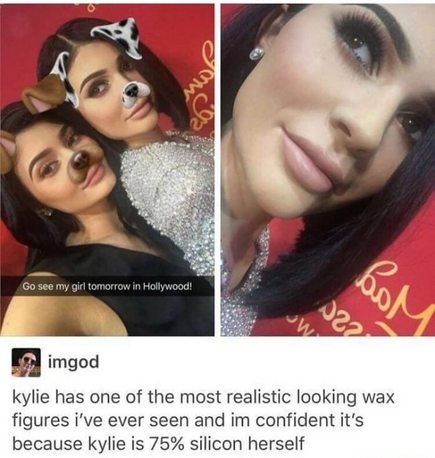 Go see my girl tomorrow in Hollywood!
Mad
imgod
kylie has one of the most realistic looking wax
figures i've ever seen and im confident it's
because kylie is 75% silicon herself